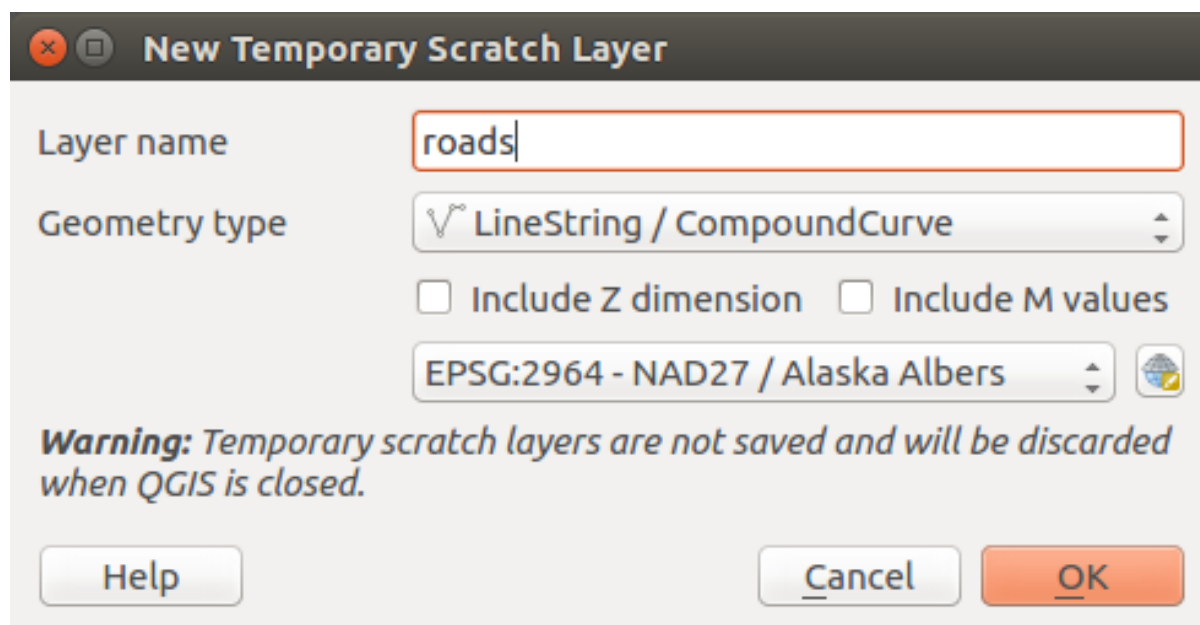 New Temporary Scratch Layer
Layer name
roads
Geometry type
LineString / CompoundCurve
Include Z dimension
Include M values
EPSG:2964 - NAD27 / Alaska Albers
Warning: Temporary scratch layers are not saved and will be discarded
when QGIS is closed.
Help
Cancel
OK